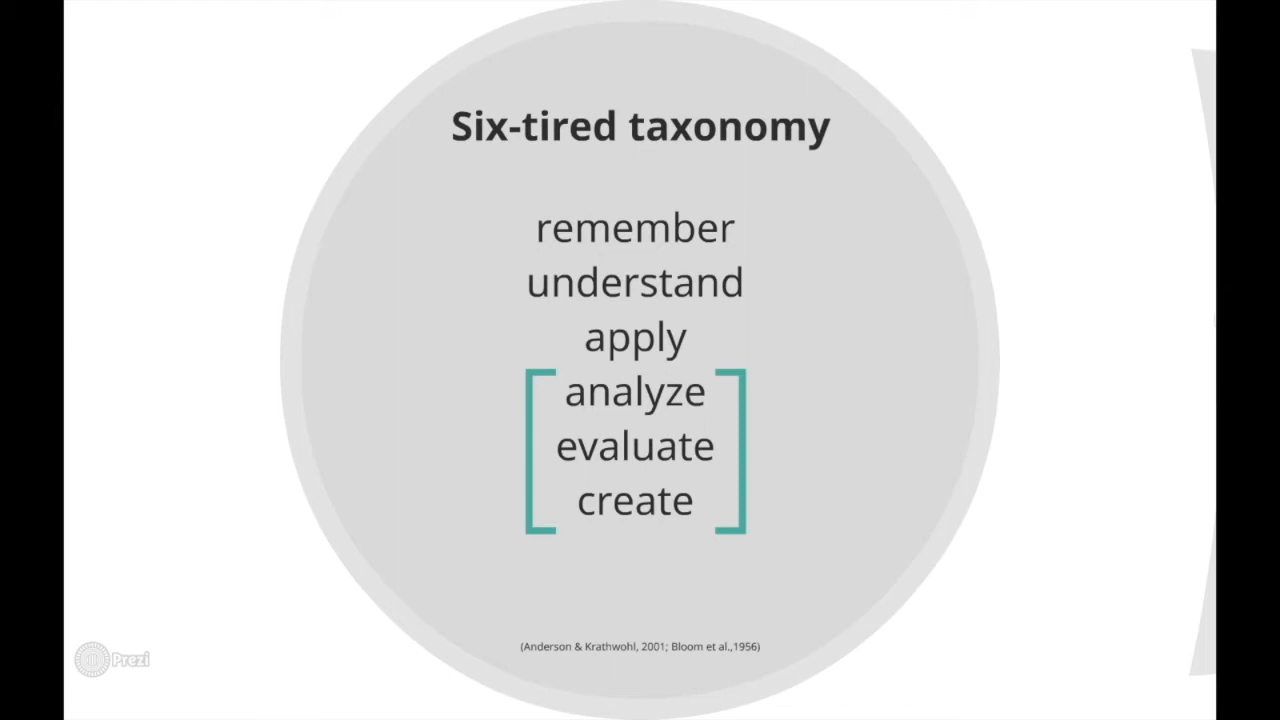 Six-tired taxonomy
remember
understand
apply
analyze
evaluate
create
(Anderson & Krathwohl, 2001; Bloom et al.,1956)
Prezi